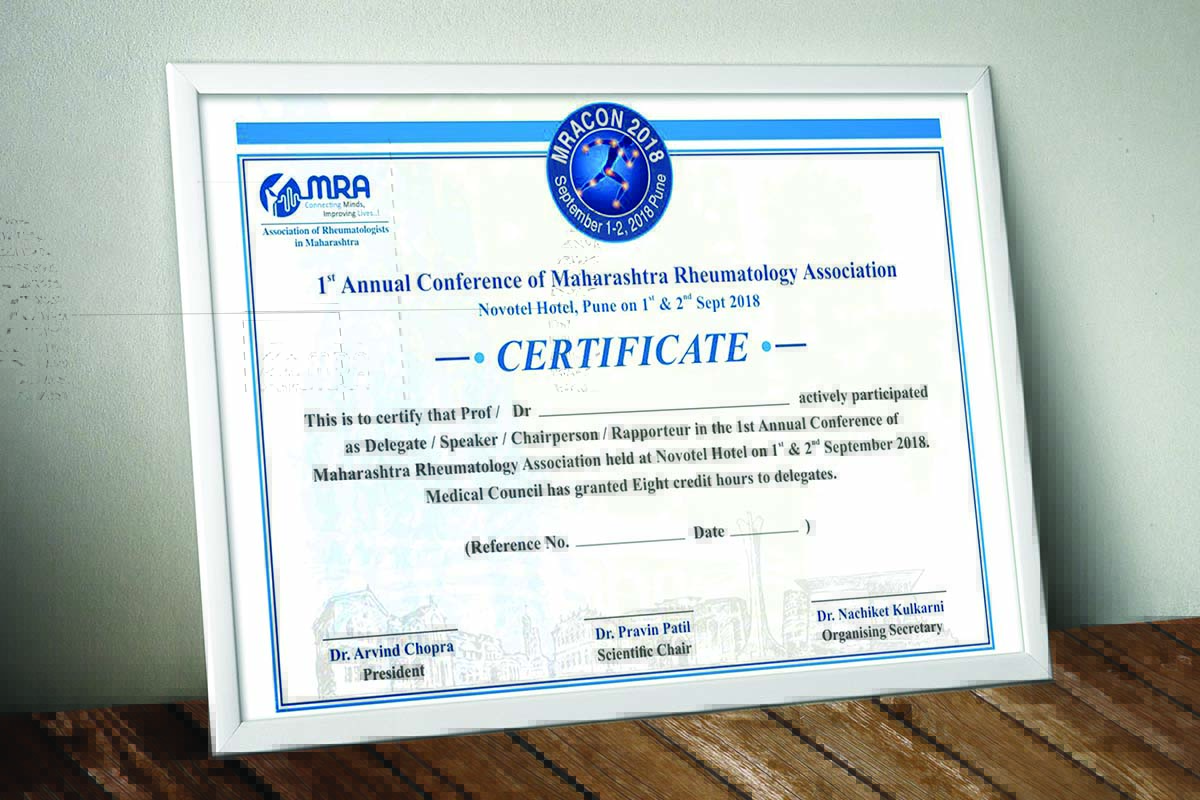 MRACON 2018
September 1-2, 2018 Pune
MRA
Connecting Minds,
Improving Lives..!
Association of Rheumatologists
in Maharashtra
1st Annual Conference of Maharashtra Rheumatology Association
Novotel Hotel, Pune on 1st & 2nd Sept 2018
CERTIFICATE
This is to certify that Prof / Dr ____________ actively participated
as Delegate / Speaker / Chairperson / Rapporteur in the 1st Annual Conference of
Maharashtra Rheumatology Association held at Novotel Hotel on 1st & 2nd September 2018.
Medical Council has granted Eight credit hours to delegates.
(Reference No. ____________ Date ________ )
Dr. Arvind Chopra
President
Dr. Pravin Patil
Scientific Chair
Dr. Nachiket Kulkarni
Organising Secretary